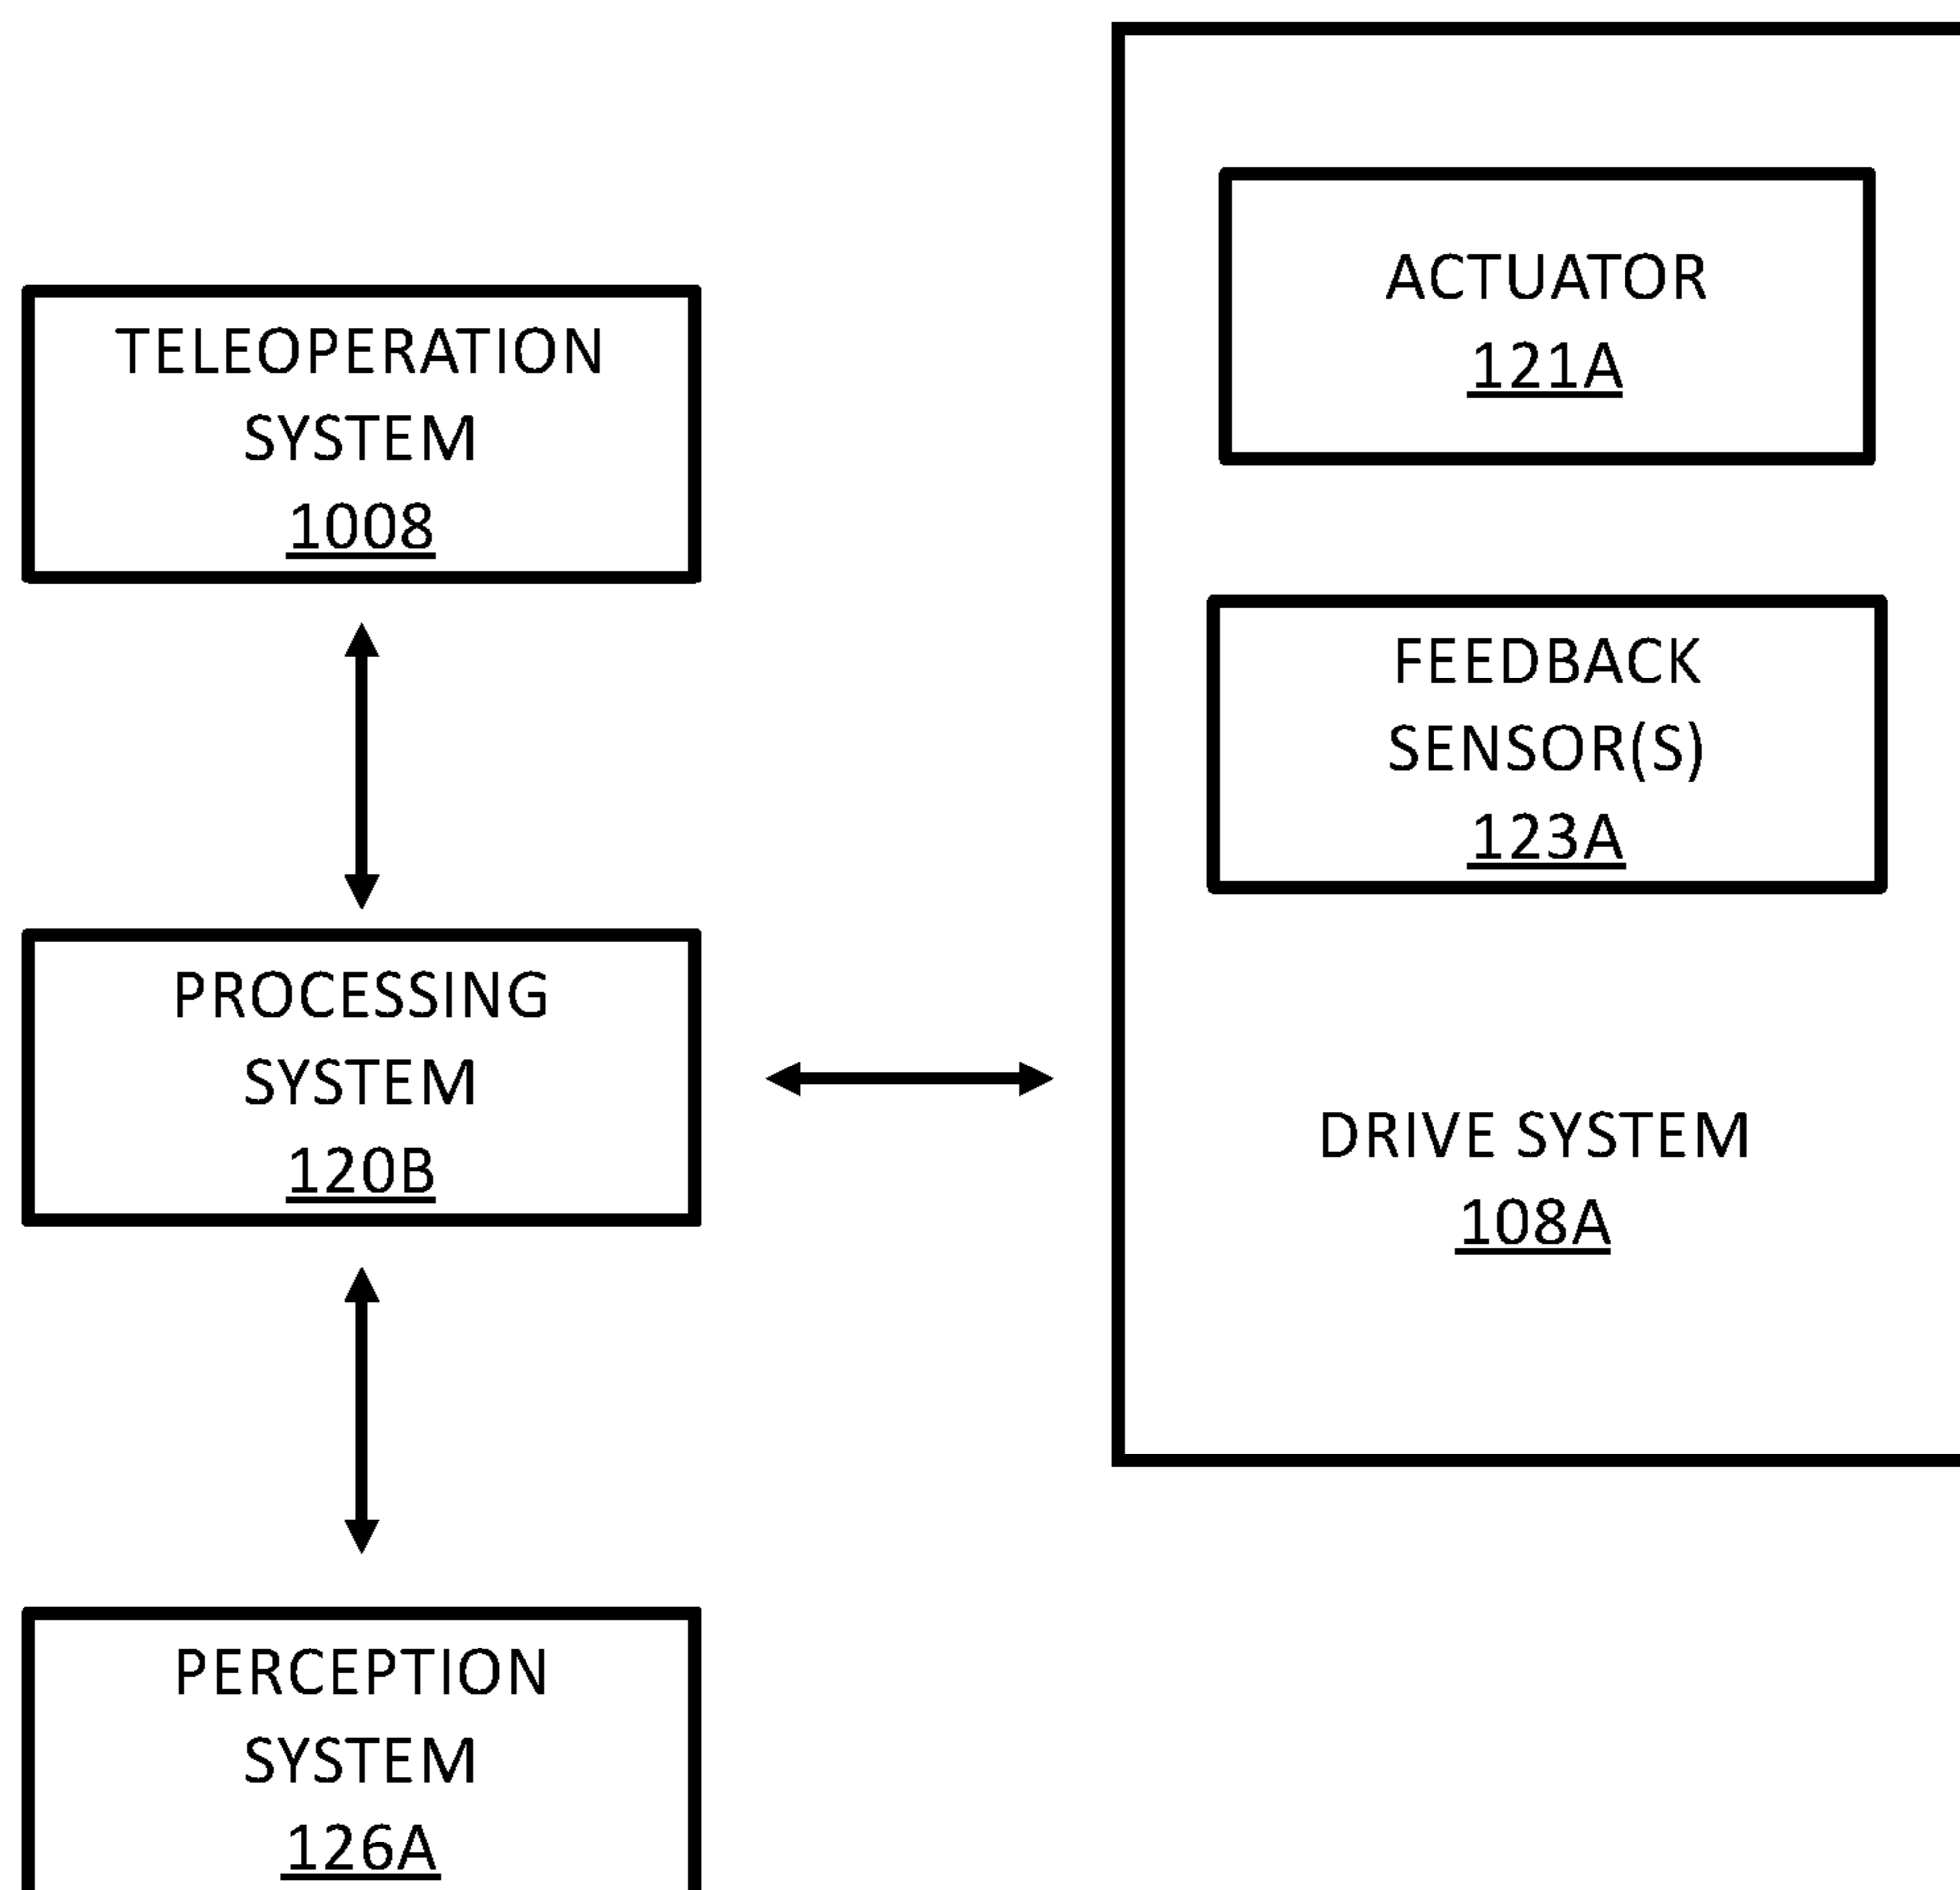 TELEOPERATION
SYSTEM
1008
PROCESSING
SYSTEM
120B
PERCEPTION
SYSTEM
126A
ACTUATOR
121A
FEEDBACK
SENSOR(S)
123A
DRIVE SYSTEM
108A